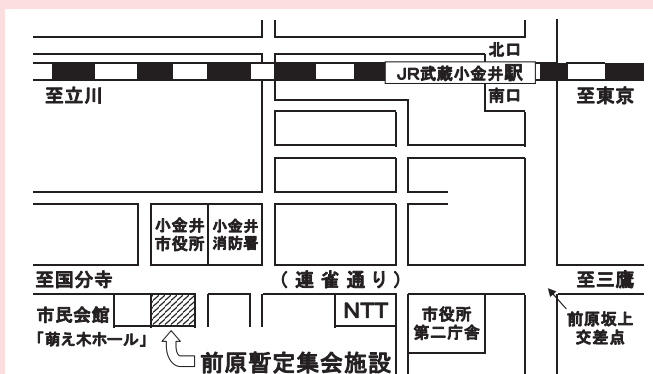 北口
JR武蔵小金井駅
至立川
南口
至東京
小金井
市役所
小金井
消防署
至国分寺
(連雀通り)
至三鷹
市民会館
「萌え木ホール」
NTT
市役所
第二庁舎
前原坂上
交差点
前原暫定集会施設